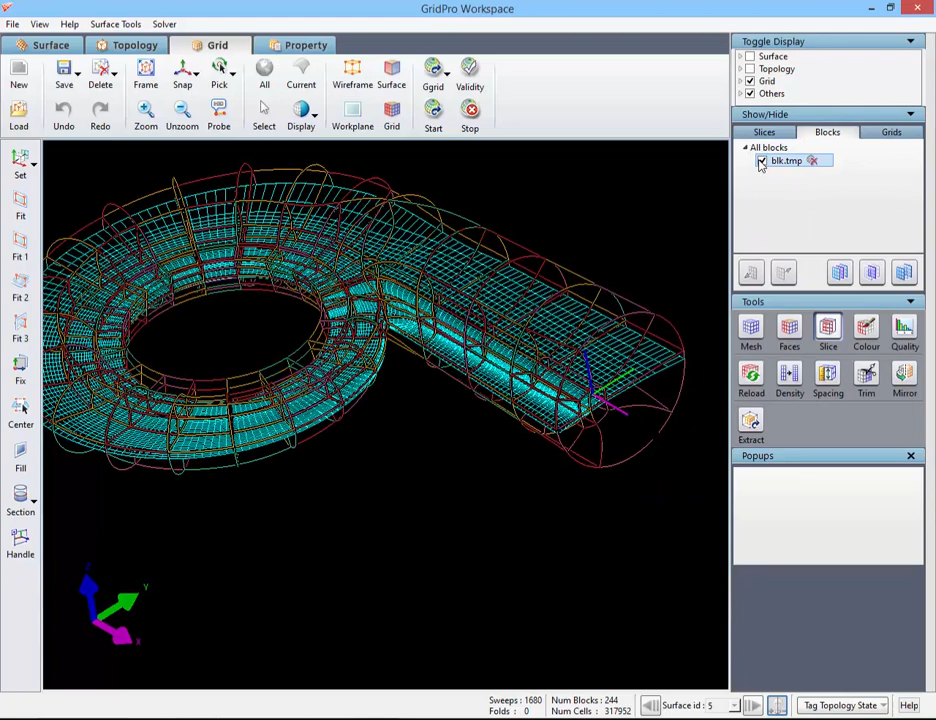 GridPro Workspace
File View Help Surface Tools Solver
Surface Topology Grid Property
New Save Delete Frame Snap Pick All Current Wireframe Surface Ggrid Validity
Load Undo Redo Zoom Unzoom Probe Select Display Workplane Grid Start Stop
Set
Fit
Fit 1
Fit 2
Fit 3
Fix
Center
Fill
Section
Handle
Y
X
Toggle Display
Surface
Topology
Grid
Others
Show/Hide
Slices Blocks Grids
All blocks
blk.tmp
Tools
Mesh Faces Slice Colour Quality
Reload Density Spacing Trim Mirror
Extract
Popups
Sweeps: 1680 Num Blocks: 244
Folds : 0 Num Cells: 317952
Surface id: 5 Tag Topology State Help